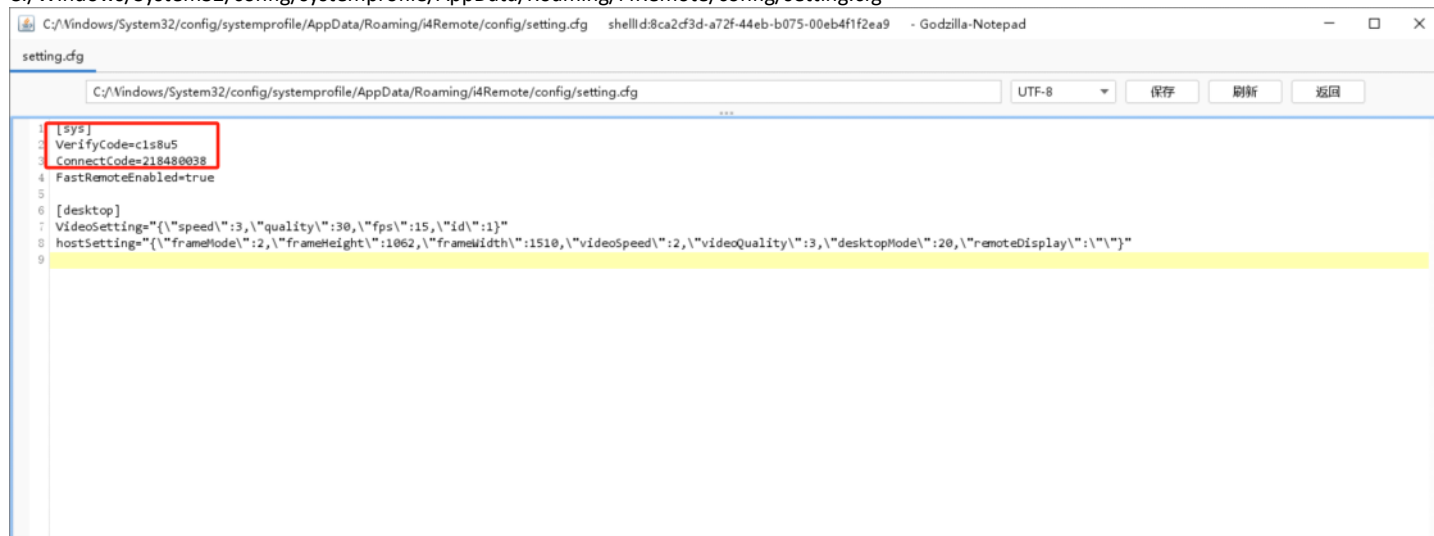 C:/Windows/System32/config/systemprofile/AppData/Roaming/i4Remote/config/setting.cfg shellId:8ca2cf3d-a72f-44eb-b075-00eb4f1f2ea9 - Godzilla-Notepad
setting.cfg
C:/Windows/System32/config/systemprofile/AppData/Roaming/i4Remote/config/setting.cfg UTF-8 保存 刷新 返回
1 [sys]
2 VerifyCode=c1s8u5
3 ConnectCode=218480038
4 FastRemoteEnabled=true
5
6 [desktop]
7 VideoSetting="{\"speed\":3,\"quality\":30,\"fps\":15,\"id\":1}"
8 hostSetting="{\"frameMode\":2,\"frameHeight\":1062,\"frameWidth\":1510,\"videoSpeed\":2,\"videoQuality\":3,\"desktopMode\":20,\"remoteDisplay\":\"\"}"
9